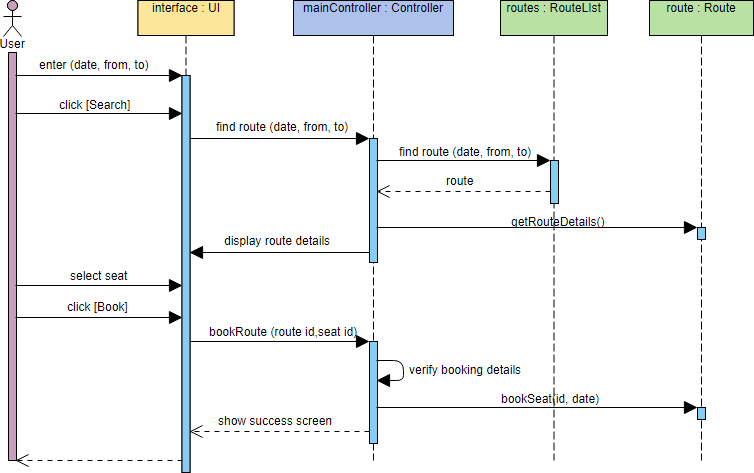 interface : UI
mainController : Controller
routes : RouteLIst
route : Route
User
enter (date, from, to)
click [Search]
find route (date, from, to)
find route (date, from, to)
route
getRouteDetails()
display route details
select seat
click [Book]
bookRoute (route id,seat id)
verify booking details
bookSeat(id, date)
show success screen